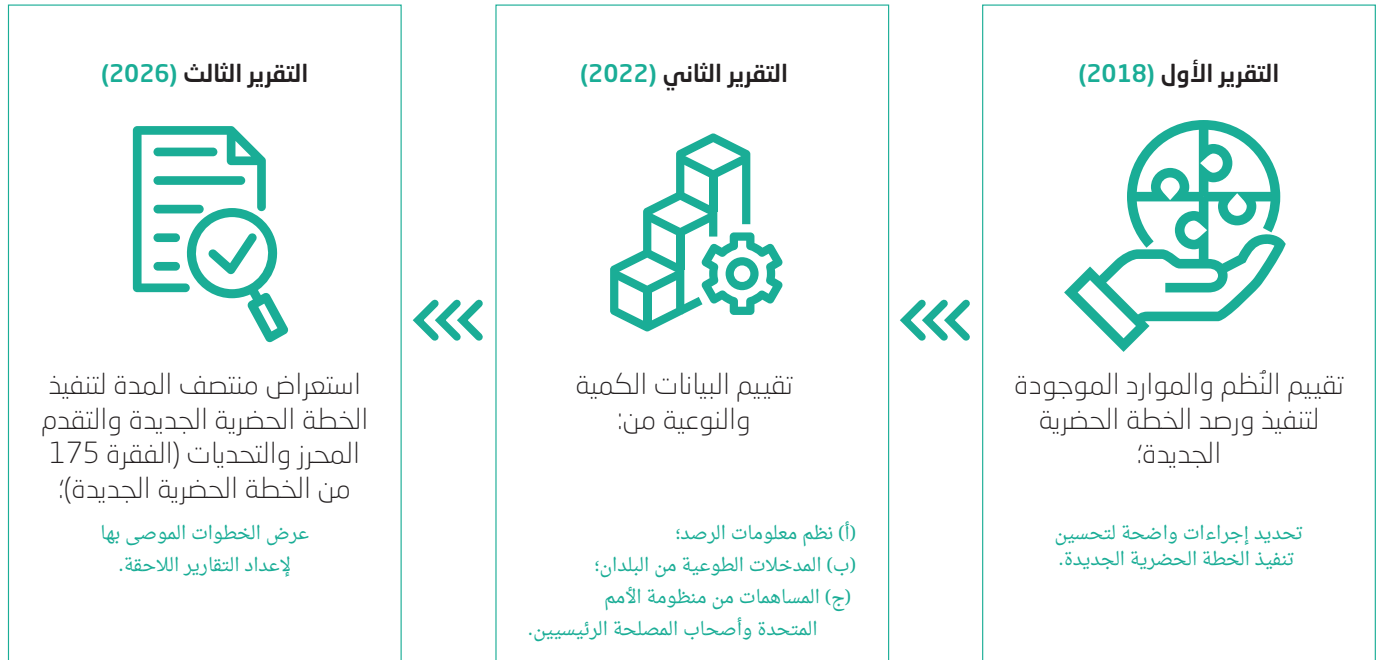 التقرير الأول (2018)
تقييم النُظم والموارد الموجودة
لتنفيذ ورصد الخطة الحضرية
الجديدة؛
تحديد إجراءات واضحة لتحسين
تنفيذ الخطة الحضرية الجديدة.
التقرير الثاني (2022)
تقييم البيانات الكمية
والنوعية من:
(أ) نظم معلومات الرصد؛
(ب) المدخلات الطوعية من البلدان؛
(ج) المساهمات من منظومة الأمم
المتحدة وأصحاب المصلحة الرئيسيين.
التقرير الثالث (2026)
استعراض منتصف المدة لتنفيذ
الخطة الحضرية الجديدة والتقدم
المحرز والتحديات (الفقرة 175
من الخطة الحضرية الجديدة)؛
عرض الخطوات الموصى بها
لإعداد التقارير اللاحقة.